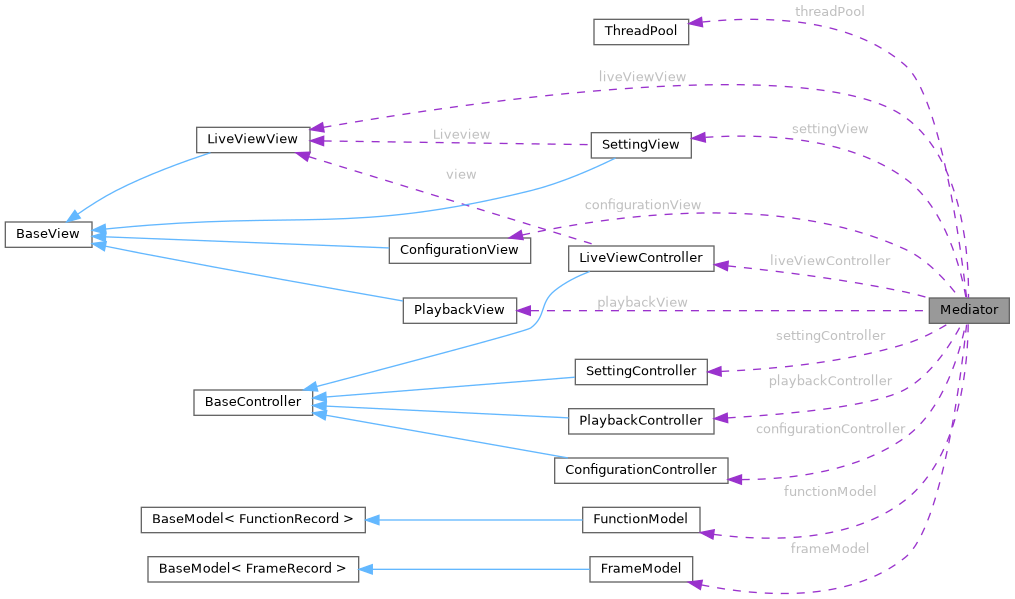 threadPool
ThreadPool
liveViewView
LiveViewView
Liveview
settingView
SettingView
view
configurationView
BaseView
ConfigurationView
LiveViewController
liveViewController
playbackView
PlaybackView
Mediator
settingController
SettingController
playbackController
BaseController
PlaybackController
configurationController
ConfigurationController
functionModel
BaseModel< FunctionRecord >
FunctionModel
frameModel
BaseModel< FrameRecord >
FrameModel